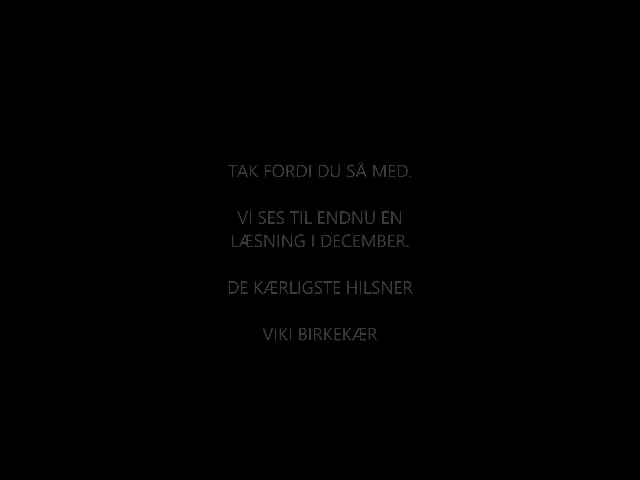 TAK FORDI DU SÅ MED.
VI SES TIL ENDNU EN
LÆSNING I DECEMBER.
DE KÆRLIGSTE HILSNER
VIKI BIRKEKÆR